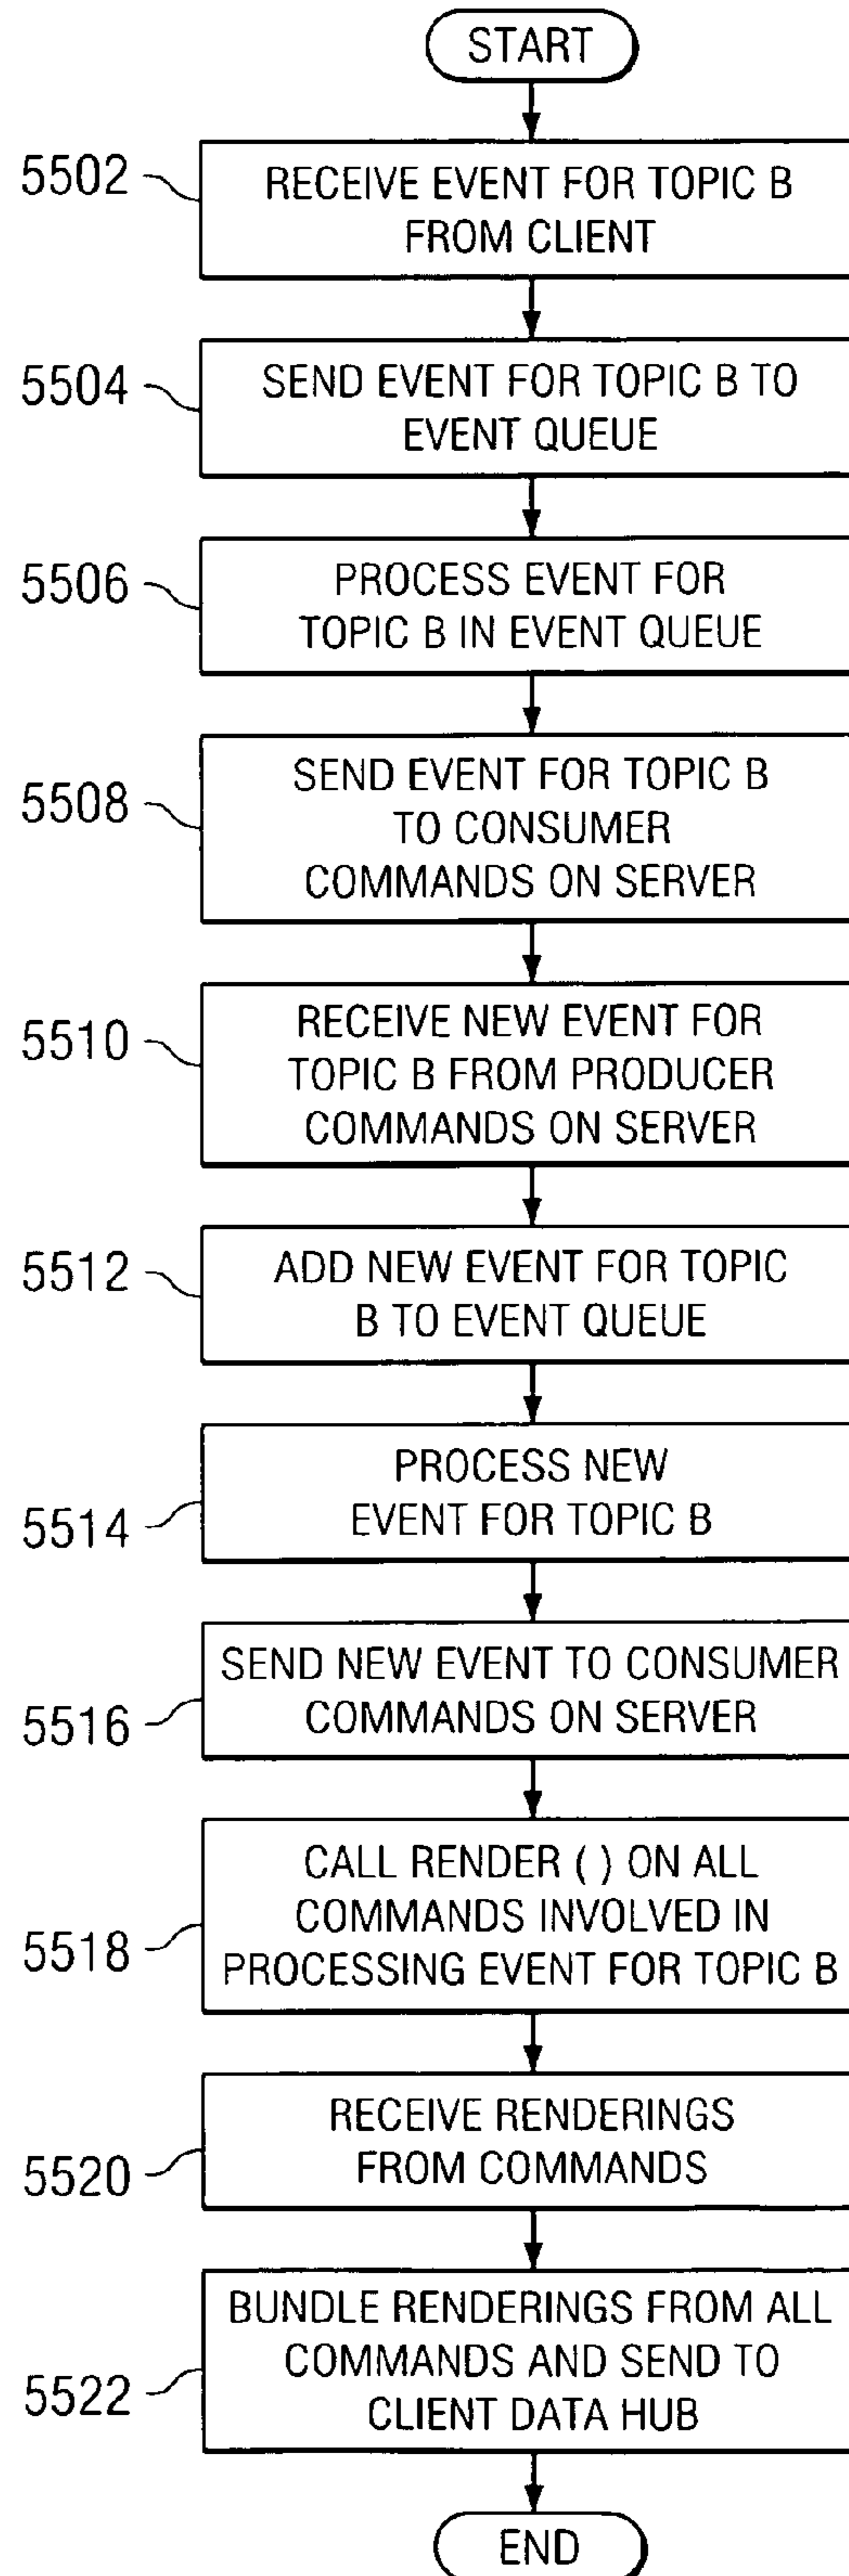 START
5502
RECEIVE EVENT FOR TOPIC B
FROM CLIENT
5504
SEND EVENT FOR TOPIC B TO
EVENT QUEUE
5506
PROCESS EVENT FOR
TOPIC B IN EVENT QUEUE
5508
SEND EVENT FOR TOPIC B
TO CONSUMER
COMMANDS ON SERVER
5510
RECEIVE NEW EVENT FOR
TOPIC B FROM PRODUCER
COMMANDS ON SERVER
5512
ADD NEW EVENT FOR TOPIC
B TO EVENT QUEUE
5514
PROCESS NEW
EVENT FOR TOPIC B
5516
SEND NEW EVENT TO CONSUMER
COMMANDS ON SERVER
5518
CALL RENDER ( ) ON ALL
COMMANDS INVOLVED IN
PROCESSING EVENT FOR TOPIC B
5520
RECEIVE RENDERINGS
FROM COMMANDS
5522
BUNDLE RENDERINGS FROM ALL
COMMANDS AND SEND TO
CLIENT DATA HUB
END